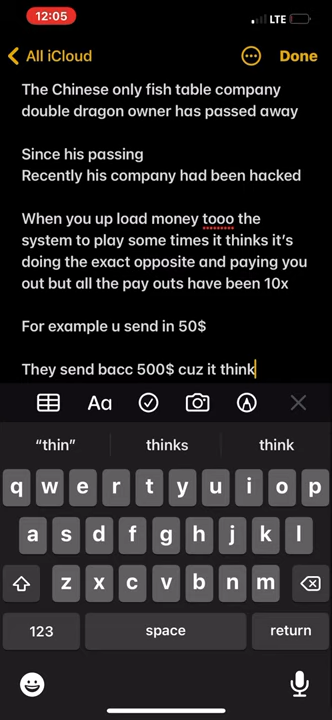 12:05
LTE
All iCloud
Done
The Chinese only fish table company
double dragon owner has passed away
Since his passing
Recently his company had been hacked
When you up load money tooo the
system to play some times it thinks it's
doing the exact opposite and paying you
out but all the pay outs have been 10x
For example u send in 50$
They send bacc 500$ cuz it think
Aa
"thin" thinks think
q w e r t y u i o p
a s d f g h j k l
z x c v b n m
123 space return